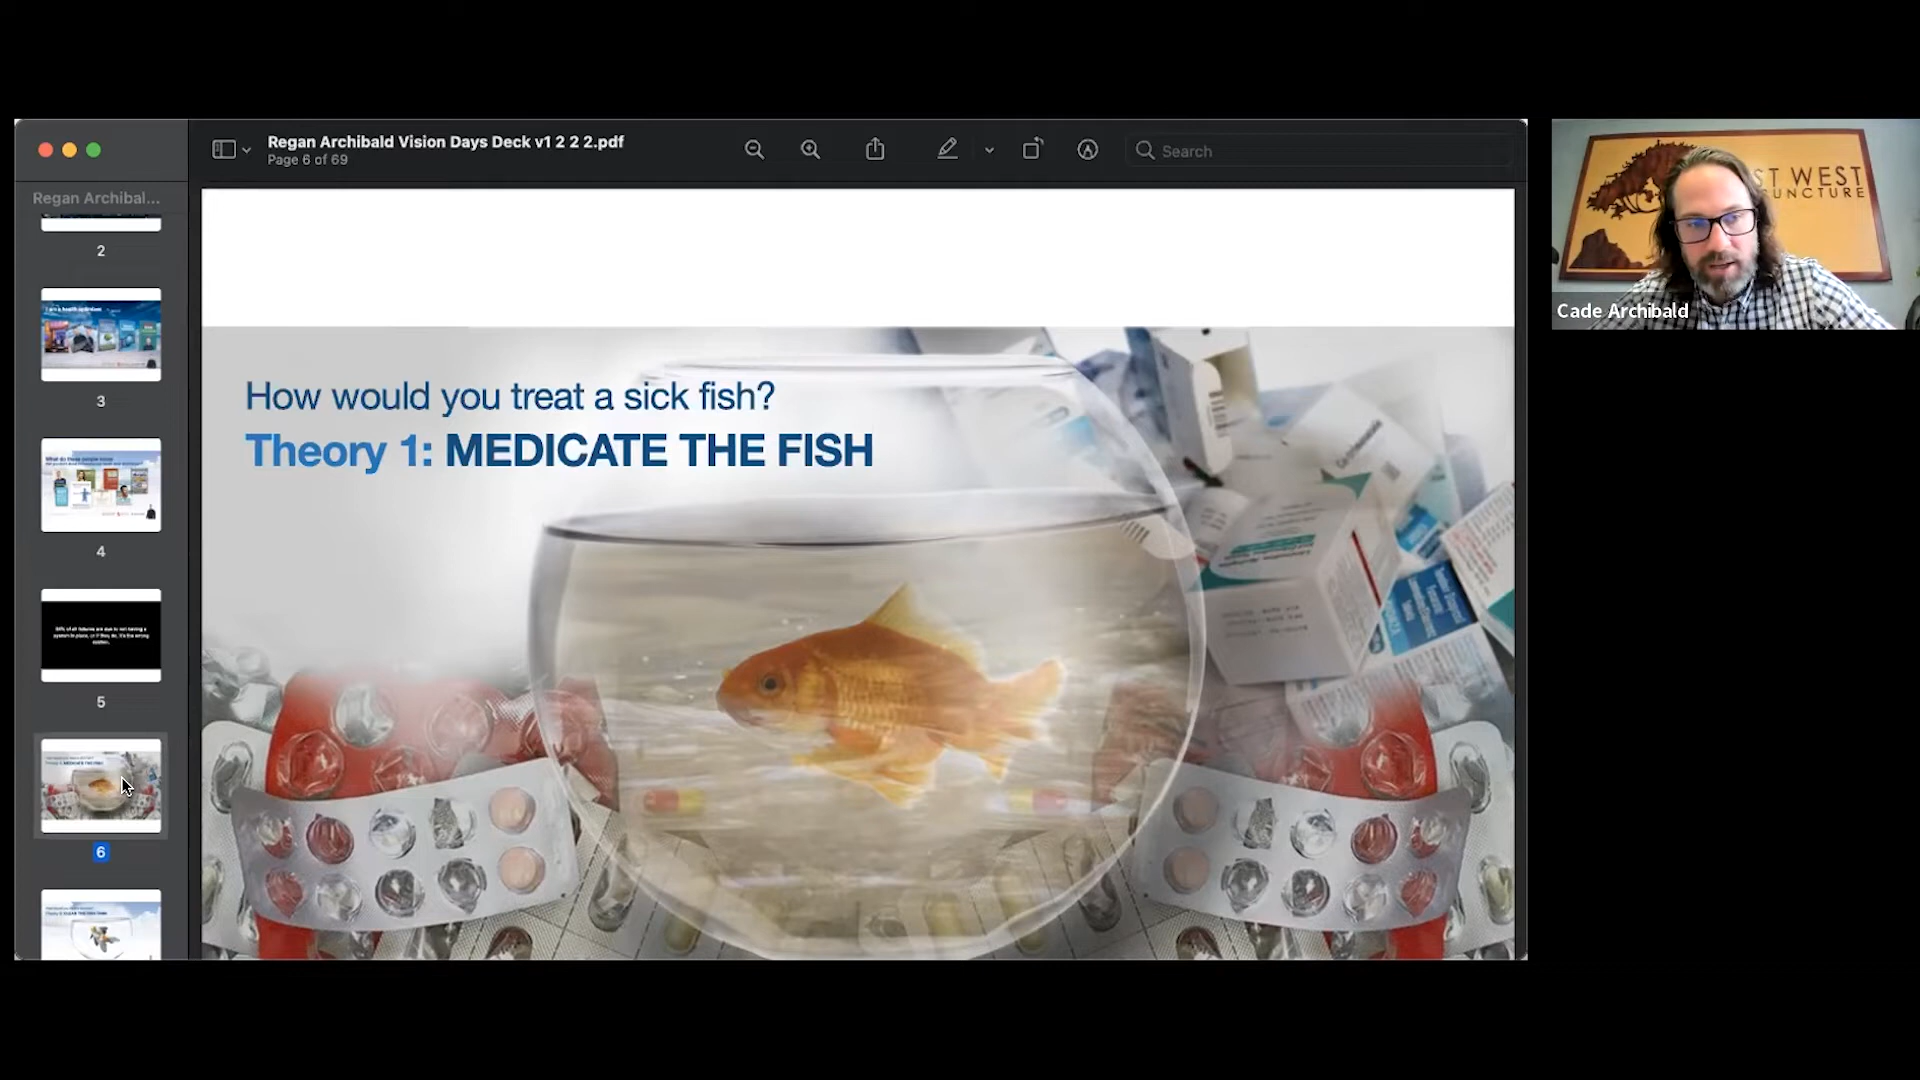 Regan Archibald Vision Days Deck v1 2 2 2.pdf
Page 6 of 69
Search
Regan Archibal...
2
3
4
5
6
How would you treat a sick fish?
Theory 1: MEDICATE THE FISH
ST WEST
UNCTURE
Cade Archibald